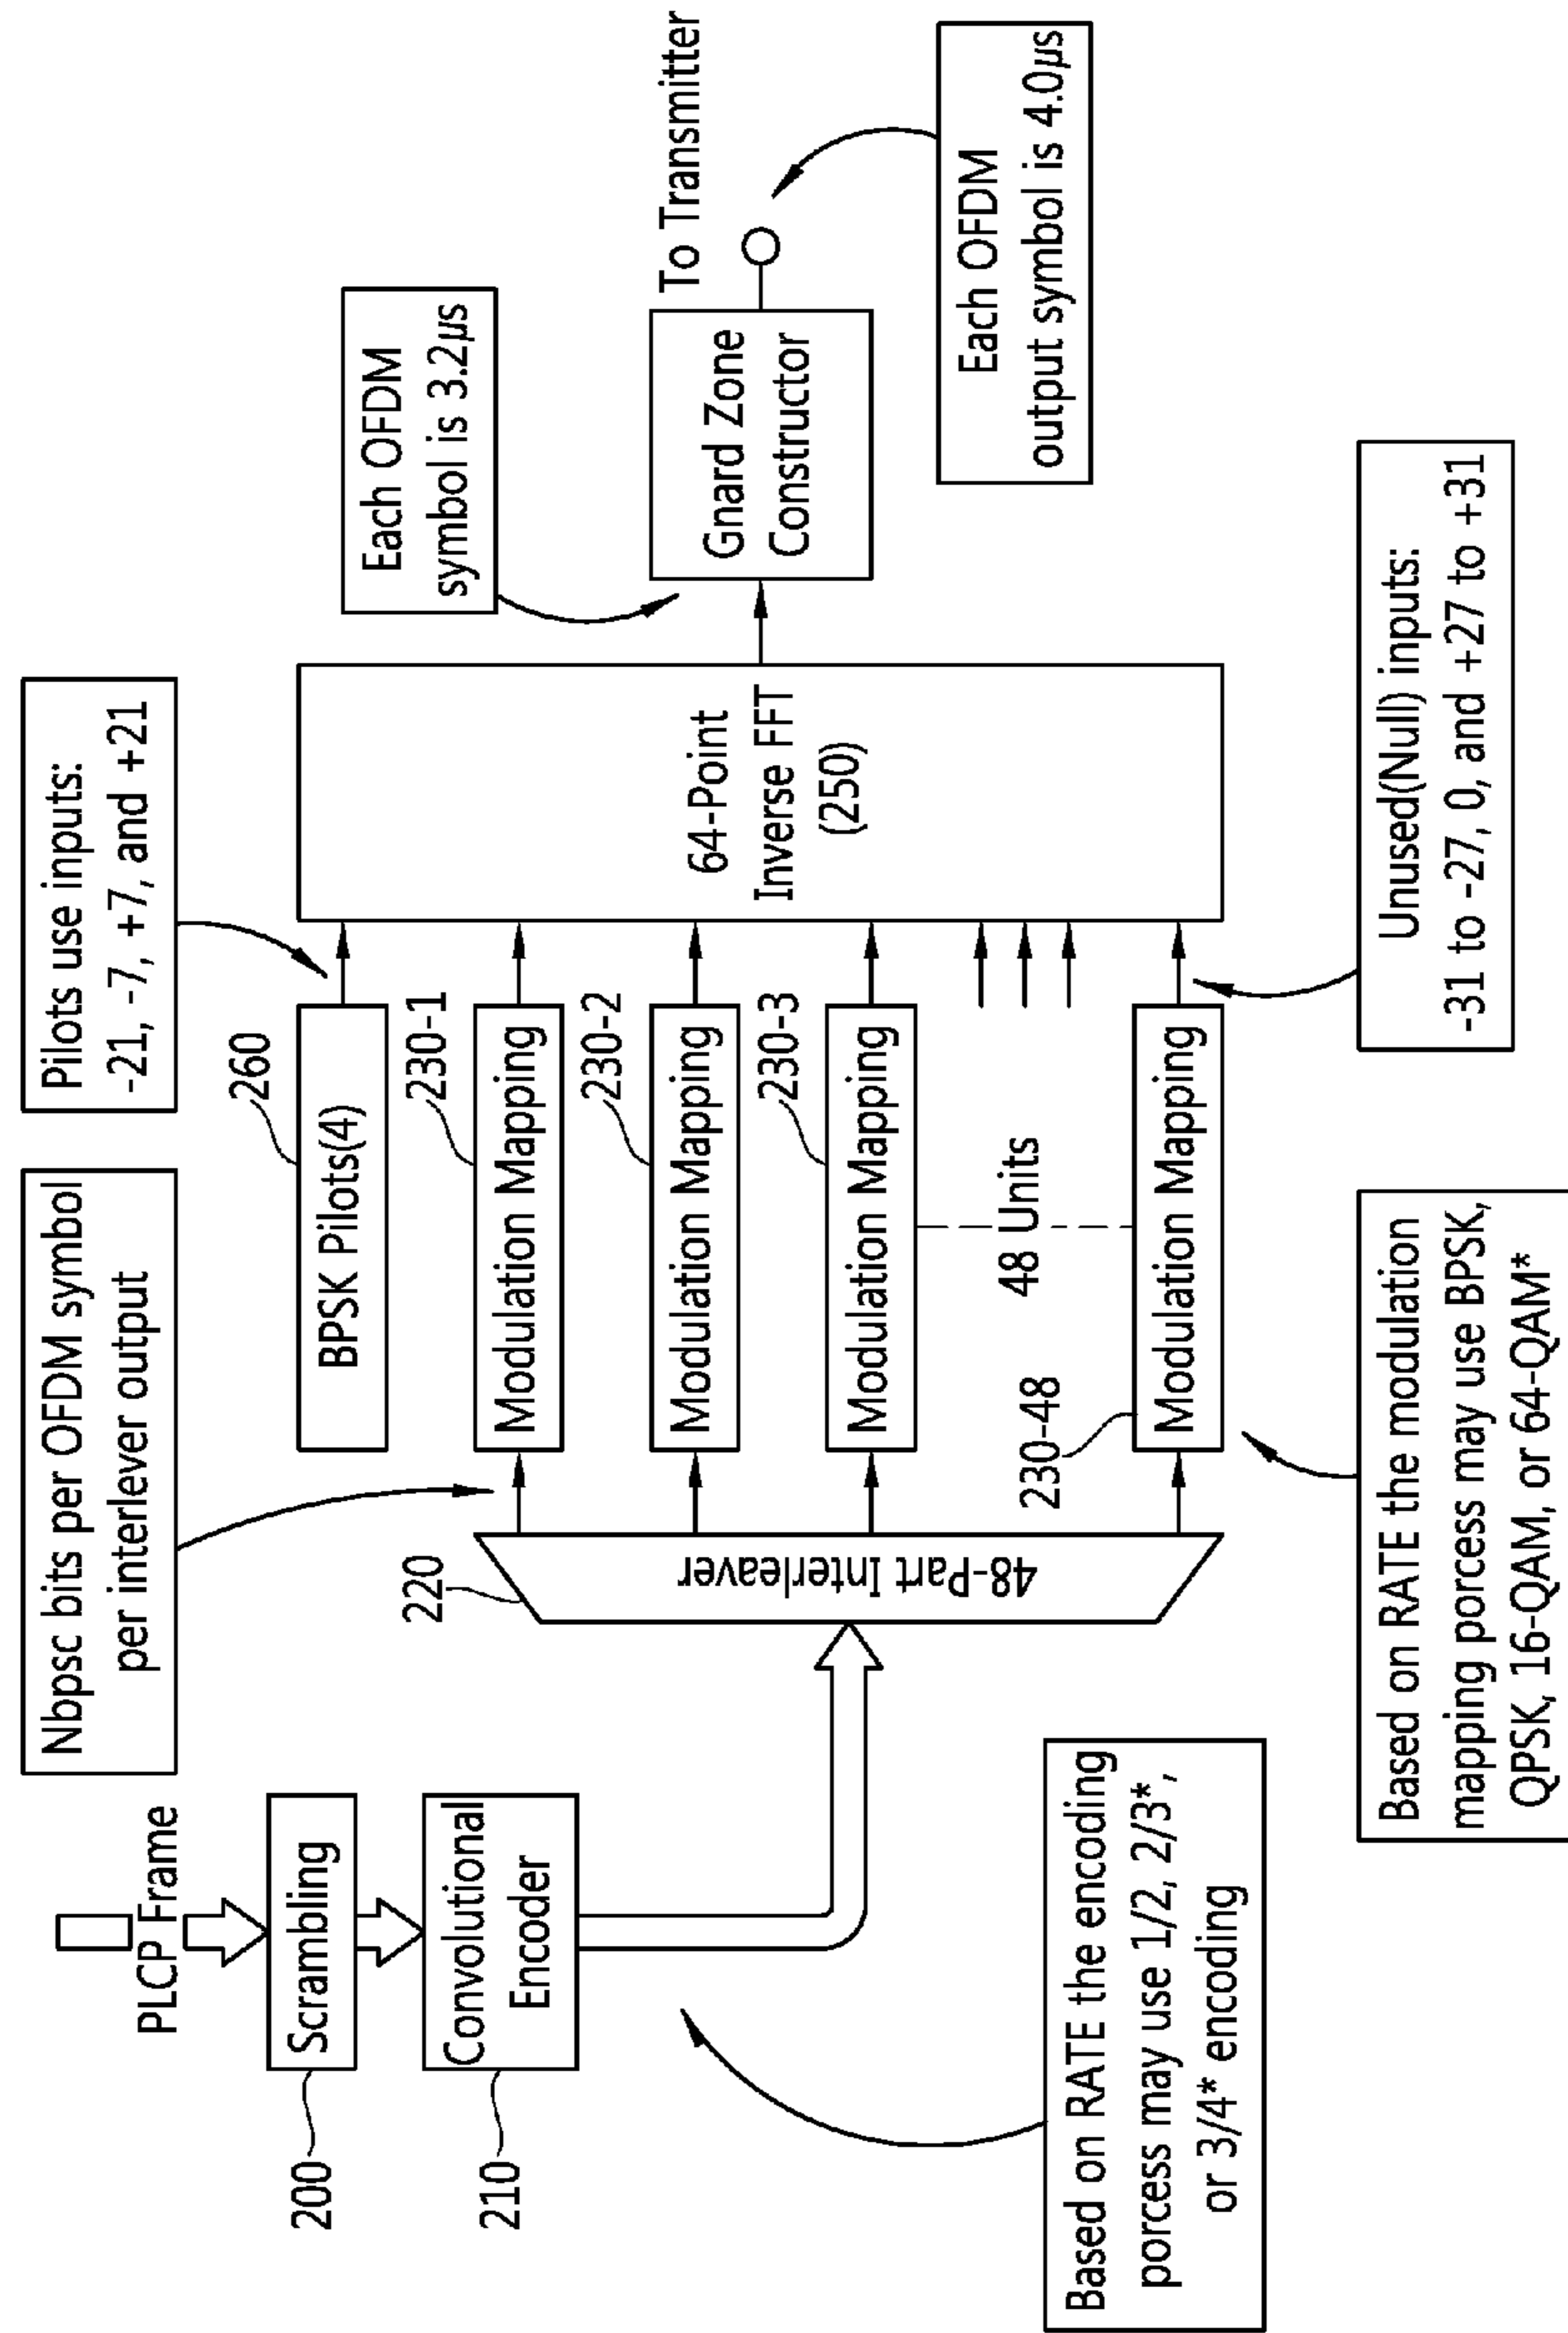 PLCP Frame
Scrambling
200
Convolutional
Encoder
210
Based on RATE the encoding
porcess may use 1/2, 2/3*,
or 3/4* encoding
Nbpsc bits per OFDM symbol
per interlever output
220
48-Part Interleaver
BPSK Pilots(4)
260
Pilots use inputs:
-21, -7, +7, and +21
Modulation Mapping
230-1
Modulation Mapping
230-2
Modulation Mapping
230-3
48 Units
230-48
Modulation Mapping
Based on RATE the modulation
mapping porcess may use BPSK,
QPSK, 16-QAM, or 64-QAM*
64-Point
Inverse FFT
(250)
Unused(Null) inputs:
-31 to -27, 0, and +27 to +31
Each OFDM
symbol is 3.2µs
Gnard Zone
Constructor
To Transmitter
Each OFDM
output symbol is 4.0µs